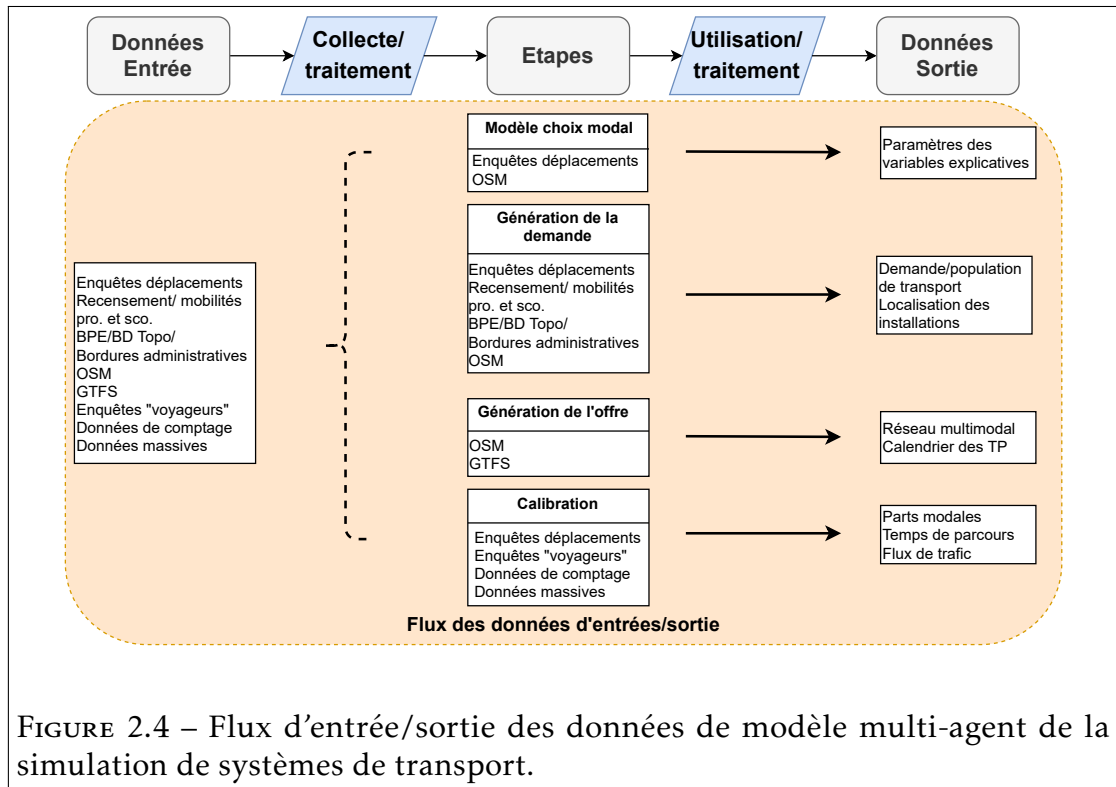 Données
Entrée
Collecte/
traitement
Etapes
Utilisation/
traitement
Données
Sortie
Enquêtes déplacements
Recensement/ mobilités
pro. et sco.
BPE/BD Topo/
Bordures administratives
OSM
GTFS
Enquêtes "voyageurs"
Données de comptage
Données massives
Modèle choix modal
Enquêtes déplacements
OSM
Paramètres des
variables explicatives
Génération de la
demande
Enquêtes déplacements
Recensement/ mobilités
pro. et sco.
BPE/BD Topo/
Bordures administratives
OSM
Demande/population
de transport
Localisation des
installations
Génération de l'offre
OSM
GTFS
Réseau multimodal
Calendrier des TP
Calibration
Enquêtes déplacements
Enquêtes "voyageurs"
Données de comptage
Données massives
Parts modales
Temps de parcours
Flux de trafic
Flux des données d'entrées/sortie
FIGURE 2.4 – Flux d'entrée/sortie des données de modèle multi-agent de la
simulation de systèmes de transport.